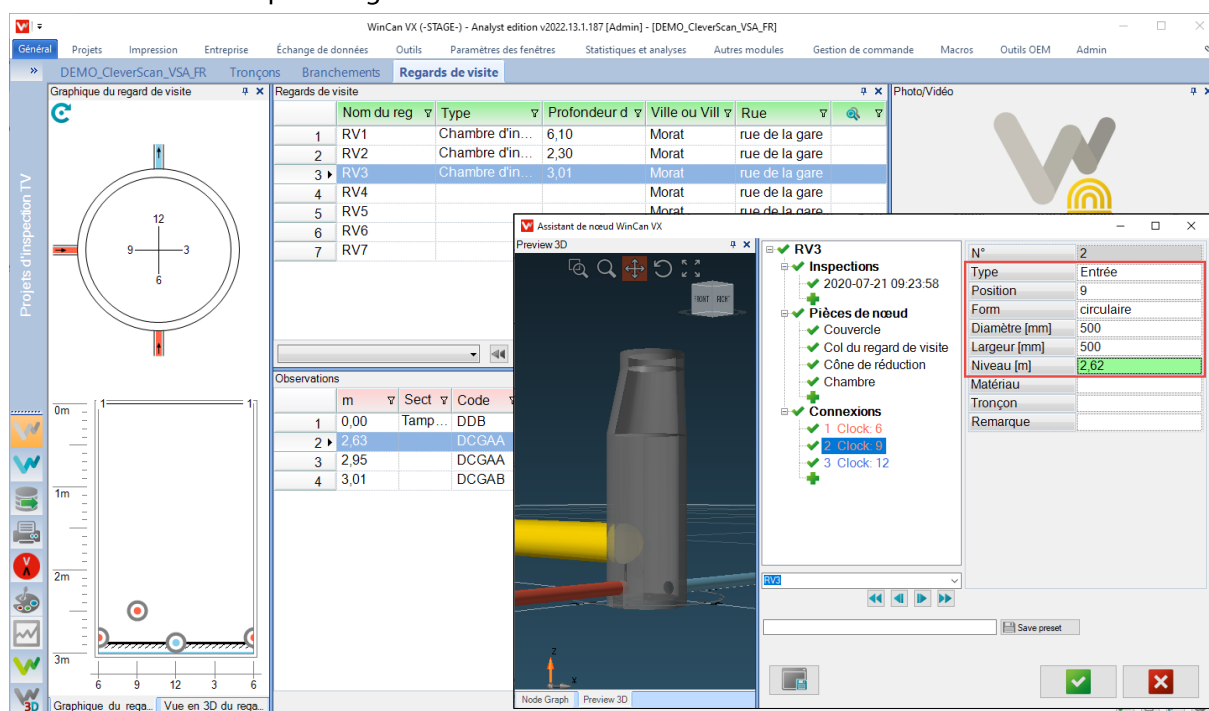 WinCan VX (-STAGE-) - Analyst edition v2022.13.1.187 [Admin] - [DEMO_CleverScan_VSA_FR]
Général Projets Impression Entreprise Échange de données Outils Paramètres des fenêtres Statistiques et analyses Autres modules Gestion de commande Macros Outils OEM Admin
» DEMO_CleverScan_VSA_FR Tronçons Branchements Regards de visite
Projets d'inspection TV
Graphique du regard de visite
12
9 3
6
0m
1 1
1m
2m
3m
6 9 12 3 6
Graphique du rega... Vue en 3D du rega...
Regards de visite
Nom du reg Type Profondeur d Ville ou Vill Rue
1 RV1 Chambre d'in... 6,10 Morat rue de la gare
2 RV2 Chambre d'in... 2,30 Morat rue de la gare
3 RV3 Chambre d'in... 3,01 Morat rue de la gare
4 RV4 Morat rue de la gare
5 RV5 Morat rue de la gare
6 RV6
7 RV7
Observations
m Sect Code
1 0,00 Tamp... DDB
2 2,63 DCGAA
3 2,95 DCGAA
4 3,01 DCGAB
Photo/Vidéo
Assistant de nœud WinCan VX
Preview 3D
FRONT RIGHT
Z
X
Node Graph Preview 3D
RV3
Inspections
2020-07-21 09:23:58
Pièces de nœud
Couvercle
Col du regard de visite
Cône de réduction
Chambre
Connexions
1 Clock: 6
2 Clock: 9
3 Clock: 12
RV3
Save preset
N° 2
Type Entrée
Position 9
Form circulaire
Diamètre [mm] 500
Largeur [mm] 500
Niveau [m] 2,62
Matériau
Tronçon
Remarque
3D